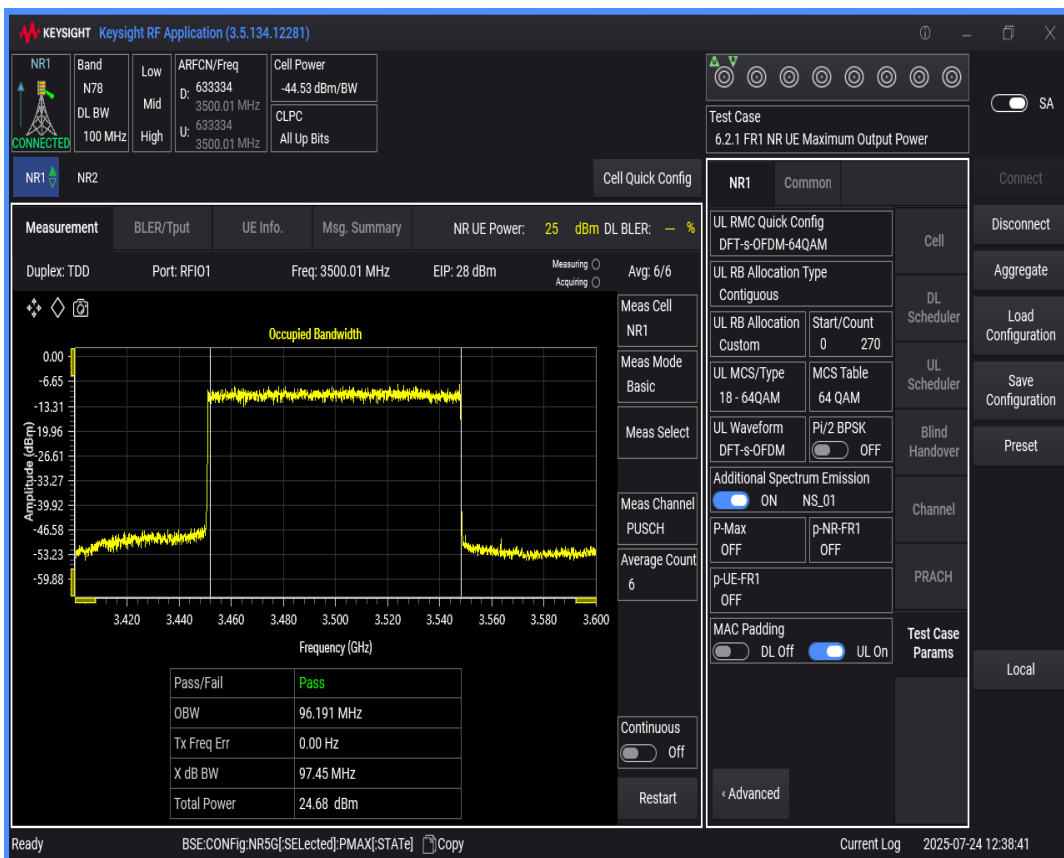 KEYSIGHT Keysight RF Application (3.5.134.12281)
NR1
CONNECTED
Band
N78
DL BW
100 MHz
Low
Mid
High
ARFCN/Freq
D: 633334
3500.01 MHz
U: 633334
3500.01 MHz
Cell Power
-44.53 dBm/BW
CLPC
All Up Bits
Test Case
6.2.1 FR1 NR UE Maximum Output Power
SA
NR1 NR2 Cell Quick Config
Measurement BLER/Tput UE Info. Msg. Summary NR UE Power: 25 dBm DL BLER: — %
Duplex: TDD Port: RFIO1 Freq: 3500.01 MHz EIP: 28 dBm Measuring Acquiring Avg: 6/6
Occupied Bandwidth
Amplitude (dBm)
0.00
-6.65
-13.31
-19.96
-26.61
-33.27
-39.92
-46.58
-53.23
-59.88
3.420 3.440 3.460 3.480 3.500 3.520 3.540 3.560 3.580 3.600
Frequency (GHz)
Pass/Fail Pass
OBW 96.191 MHz
Tx Freq Err 0.00 Hz
X dB BW 97.45 MHz
Total Power 24.68 dBm
Meas Cell
NR1
Meas Mode
Basic
Meas Select
Meas Channel
PUSCH
Average Count
6
Continuous
Off
Restart
NR1 Common
UL RMC Quick Config
DFT-s-OFDM-64QAM
UL RB Allocation Type
Contiguous
UL RB Allocation
Custom
Start/Count
0 270
UL MCS/Type
18 - 64QAM
MCS Table
64 QAM
UL Waveform
DFT-s-OFDM
Pi/2 BPSK
OFF
Additional Spectrum Emission
ON NS_01
P-Max
OFF
p-NR-FR1
OFF
p-UE-FR1
OFF
MAC Padding
DL Off UL On
‹ Advanced
Cell
DL
Scheduler
UL
Scheduler
Blind
Handover
Channel
PRACH
Test Case
Params
Connect
Disconnect
Aggregate
Load
Configuration
Save
Configuration
Preset
Local
Ready BSE:CONFig:NR5G[:SELected]:PMAX[:STATe] Copy Current Log 2025-07-24 12:38:41